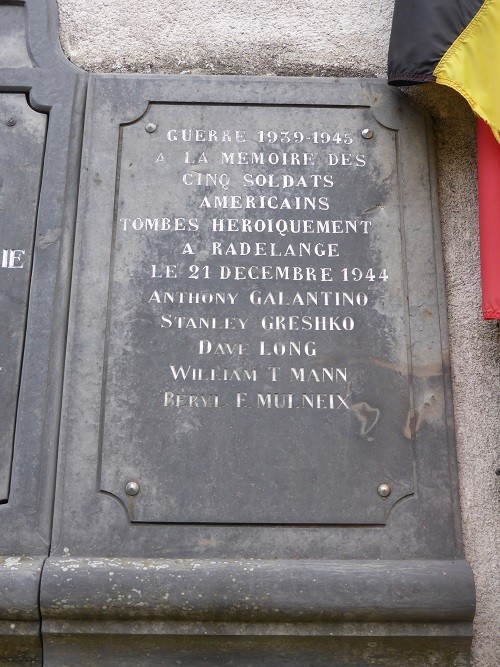 GUERRE 1939-1945
A LA MEMOIRE DES
CINQ SOLDATS
AMERICAINS
TOMBES HEROIQUEMENT
A RADELANGE
LE 21 DECEMBRE 1944
ANTHONY GALANTINO
STANLEY GRESHKO
DAVE LONG
WILLIAM T MANN
BERYL E MULNEIX
IE